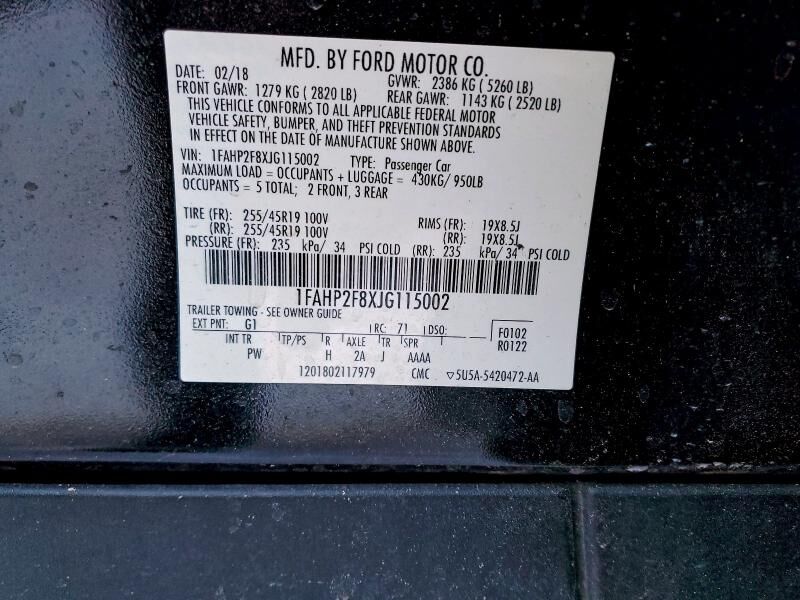 MFD. BY FORD MOTOR CO.
DATE: 02/18 GVWR: 2386 KG ( 5260 LB)
FRONT GAWR: 1279 KG ( 2820 LB) REAR GAWR: 1143 KG ( 2520 LB)
THIS VEHICLE CONFORMS TO ALL APPLICABLE FEDERAL MOTOR
VEHICLE SAFETY, BUMPER, AND THEFT PREVENTION STANDARDS
IN EFFECT ON THE DATE OF MANUFACTURE SHOWN ABOVE.
VIN: 1FAHP2F8XJG115002 TYPE: Passenger Car
MAXIMUM LOAD = OCCUPANTS + LUGGAGE = 430KG/ 950LB
OCCUPANTS = 5 TOTAL; 2 FRONT, 3 REAR
TIRE (FR): 255/45R19 100V RIMS (FR): 19X8.5J
(RR): 255/45R19 100V (RR): 19X8.5J
PRESSURE (FR): 235 kPa/ 34 PSI COLD (RR): 235 kPa/ 34 PSI COLD
1FAHP2F8XJG115002
TRAILER TOWING - SEE OWNER GUIDE
EXT PNT: G1 RC: 71 DSO: F0102
INT TR TP/PS R AXLE TR SPR R0122
PW H 2A J AAAA
1201802117979 CMC ▽5U5A-5420472-AA